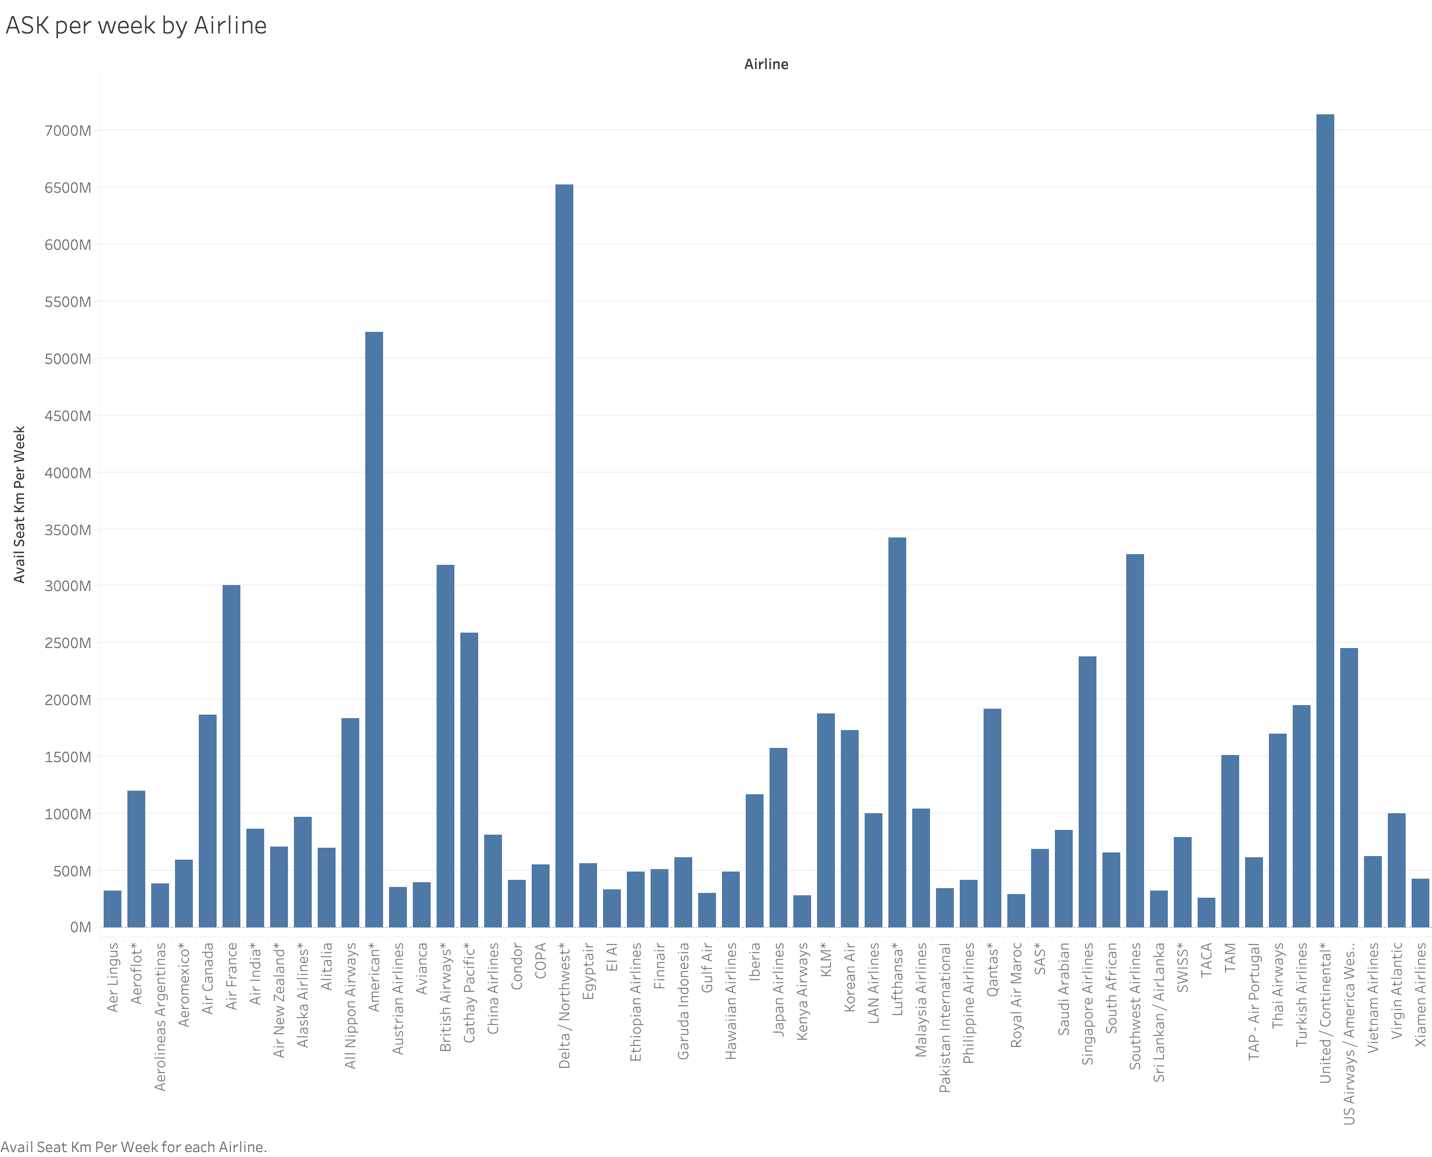 ASK per week by Airline
Airline
Avail Seat Km Per Week
7000M
6500M
6000M
5500M
5000M
4500M
4000M
3500M
3000M
2500M
2000M
1500M
1000M
500M
0M
Aer Lingus
Aeroflot*
Aerolineas Argentinas
Aeromexico*
Air Canada
Air France
Air India*
Air New Zealand*
Alaska Airlines*
Alitalia
All Nippon Airways
American*
Austrian Airlines
Avianca
British Airways*
Cathay Pacific*
China Airlines
Condor
COPA
Delta / Northwest*
Egyptair
El Al
Ethiopian Airlines
Finnair
Garuda Indonesia
Gulf Air
Hawaiian Airlines
Iberia
Japan Airlines
Kenya Airways
KLM*
Korean Air
LAN Airlines
Lufthansa*
Malaysia Airlines
Pakistan International
Philippine Airlines
Qantas*
Royal Air Maroc
SAS*
Saudi Arabian
Singapore Airlines
South African
Southwest Airlines
Sri Lankan / AirLanka
SWISS*
TACA
TAM
TAP - Air Portugal
Thai Airways
Turkish Airlines
United / Continental*
US Airways / America Wes..
Vietnam Airlines
Virgin Atlantic
Xiamen Airlines
Avail Seat Km Per Week for each Airline.